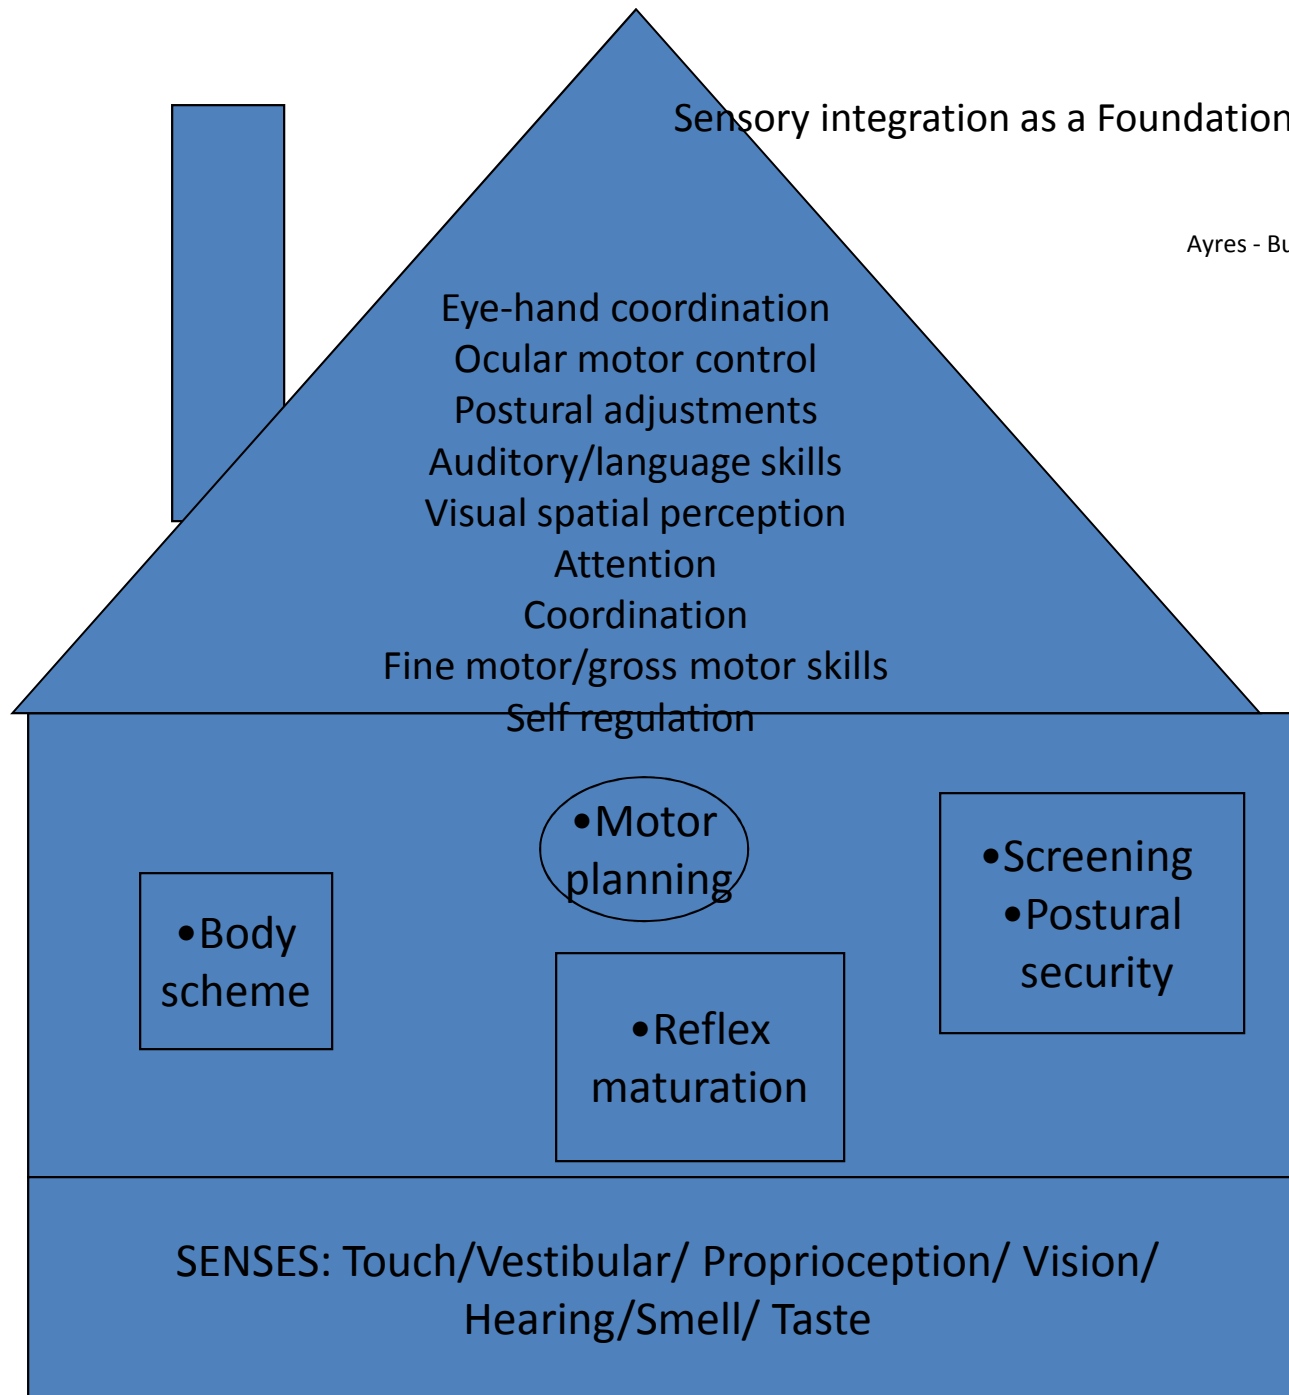 Sensory integration as a Foundation
Ayres - Bu
Eye-hand coordination
Ocular motor control
Postural adjustments
Auditory/language skills
Visual spatial perception
Attention
Coordination
Fine motor/gross motor skills
Self regulation
•Motor
planning
•Screening
•Postural
security
•Body
scheme
•Reflex
maturation
SENSES: Touch/Vestibular/ Proprioception/ Vision/
Hearing/Smell/ Taste